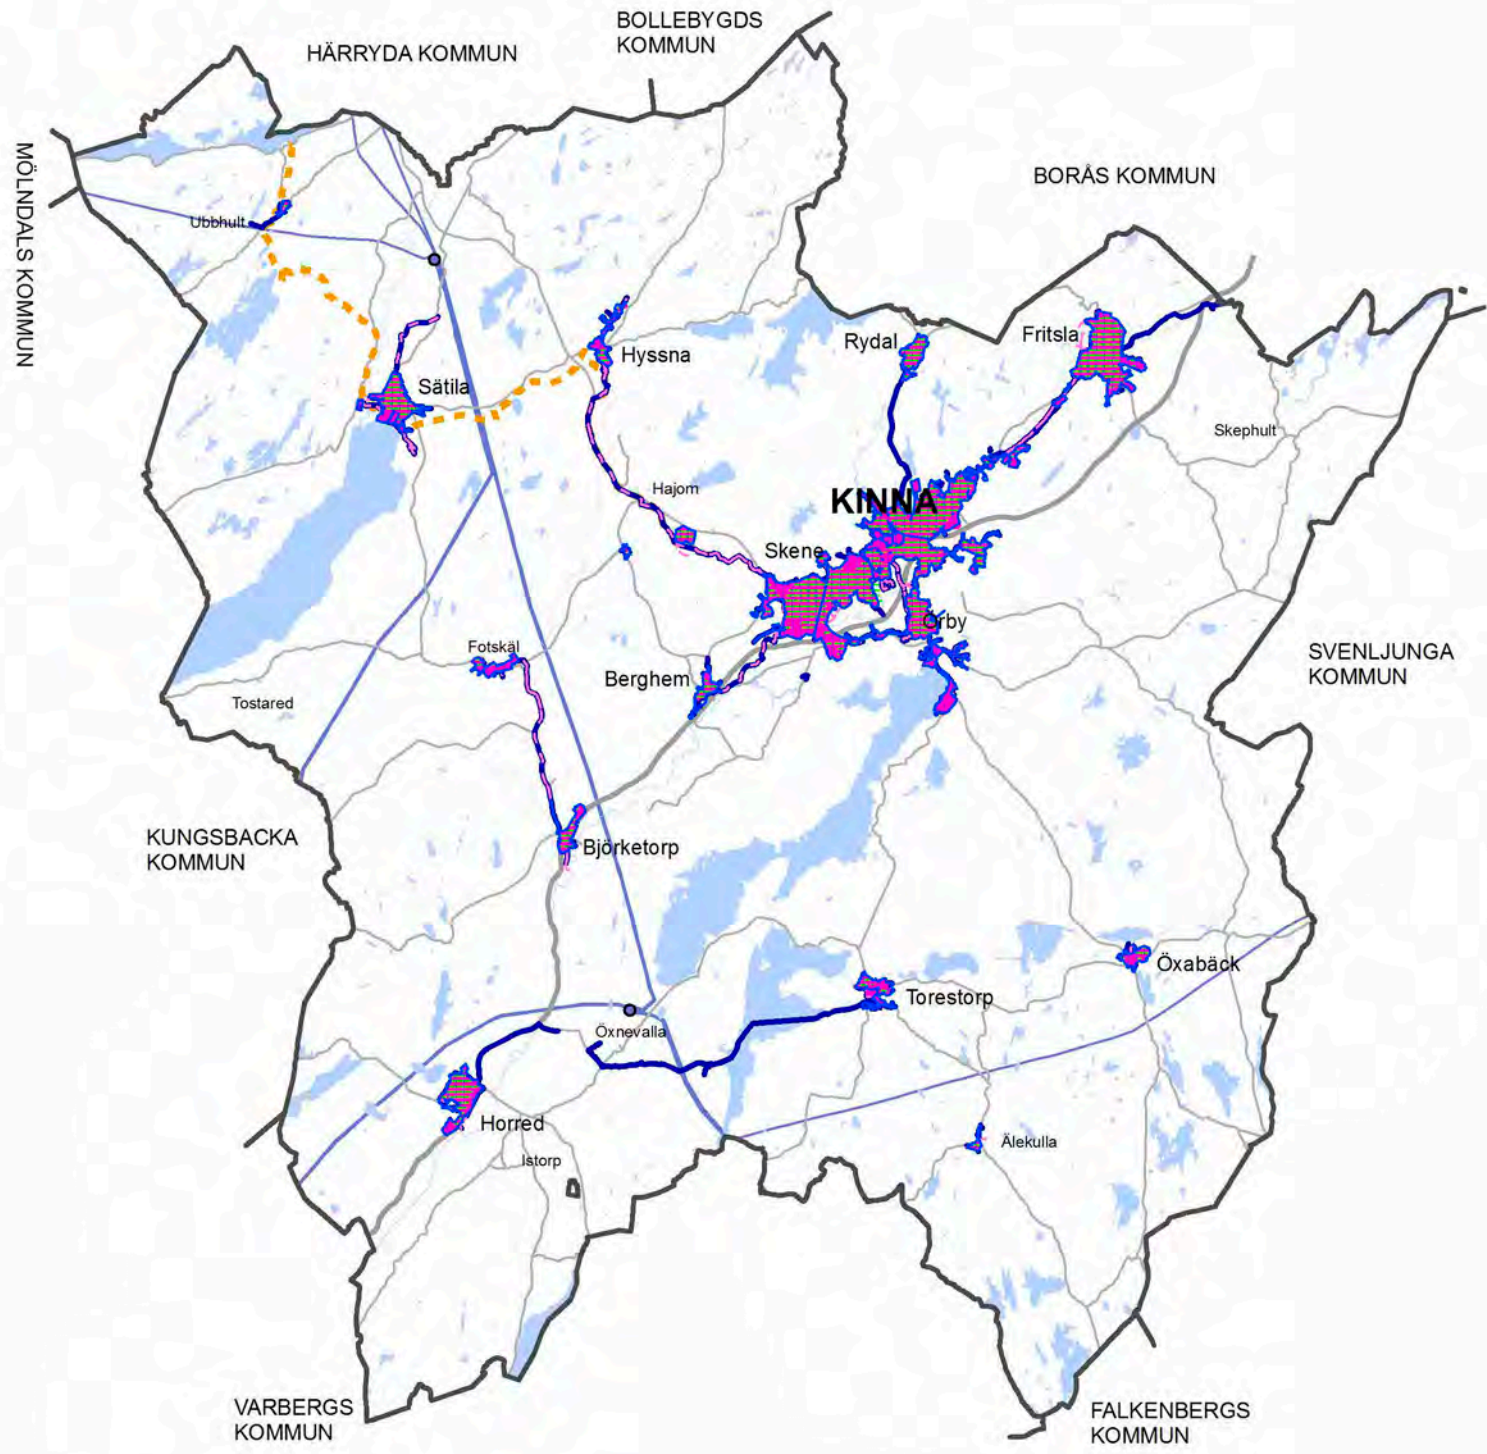 BOLLEBYGDS
KOMMUN
HÄRRYDA KOMMUN
MÖLNDALS KOMMUN
BORÅS KOMMUN
Ubbhult
Rydal
Fritsla
Hyssna
Sätila
Skephult
Hajom
KINNA
Skene
Örby
Fotskäl
Berghem
SVENLJUNGA
KOMMUN
Tostared
KUNGSBACKA
KOMMUN
Björketorp
Öxabäck
Torestorp
Öxnevalla
Horred
Älekulla
Istorp
VARBERGS
KOMMUN
FALKENBERGS
KOMMUN